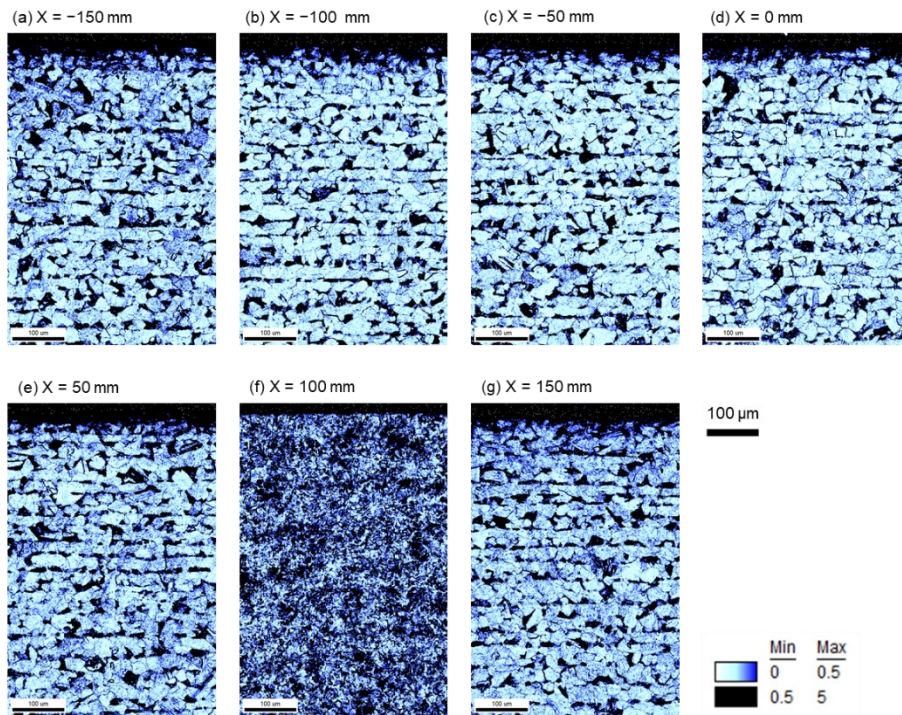 (a) X = −150 mm
(b) X = −100 mm
(c) X = −50 mm
(d) X = 0 mm
100 um
100 um
100 um
100 um
(e) X = 50 mm
(f) X = 100 mm
(g) X = 150 mm
100 μm
100 um
100 um
100 um
Min Max
0 0.5
0.5 5